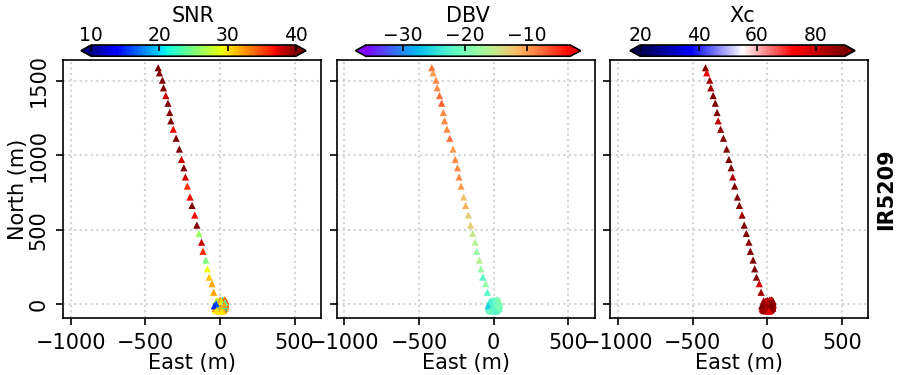 SNR DBV Xc
10 20 30 40 −30 −20 −10 20 40 60 80
1500
1000
500
0
North (m)
IR5209
−1000 −500 0 500 −1000 −500 0 500 −1000 −500 0 500
East (m) East (m) East (m)